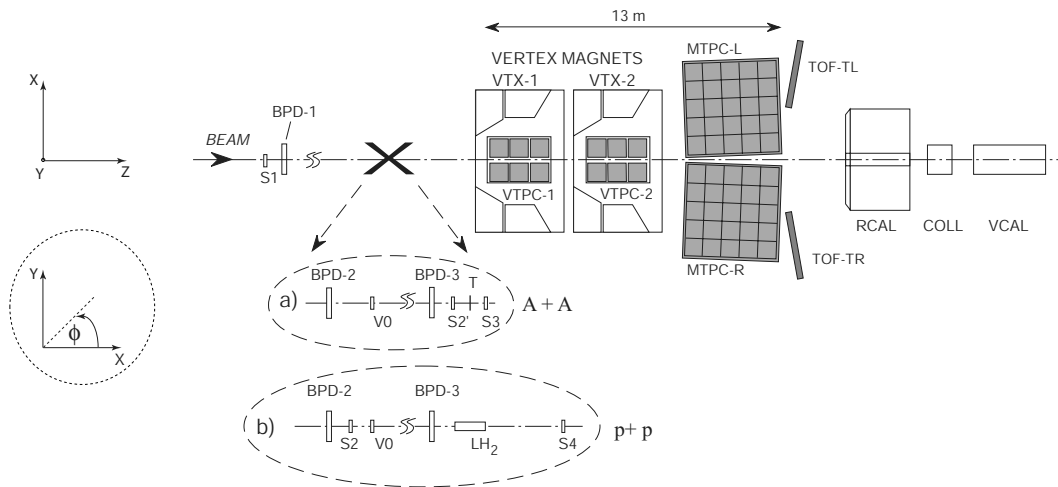 13 m
VERTEX MAGNETS
MTPC-L
VTX-1
VTX-2
TOF-TL
X
BPD-1
BEAM
Y
Z
S1
VTPC-1
VTPC-2
RCAL
COLL
VCAL
MTPC-R
TOF-TR
Y
ϕ
X
BPD-2
BPD-3
T
a)
V0
S2'
S3
A + A
BPD-2
BPD-3
b)
S2
V0
LH2
S4
p+ p